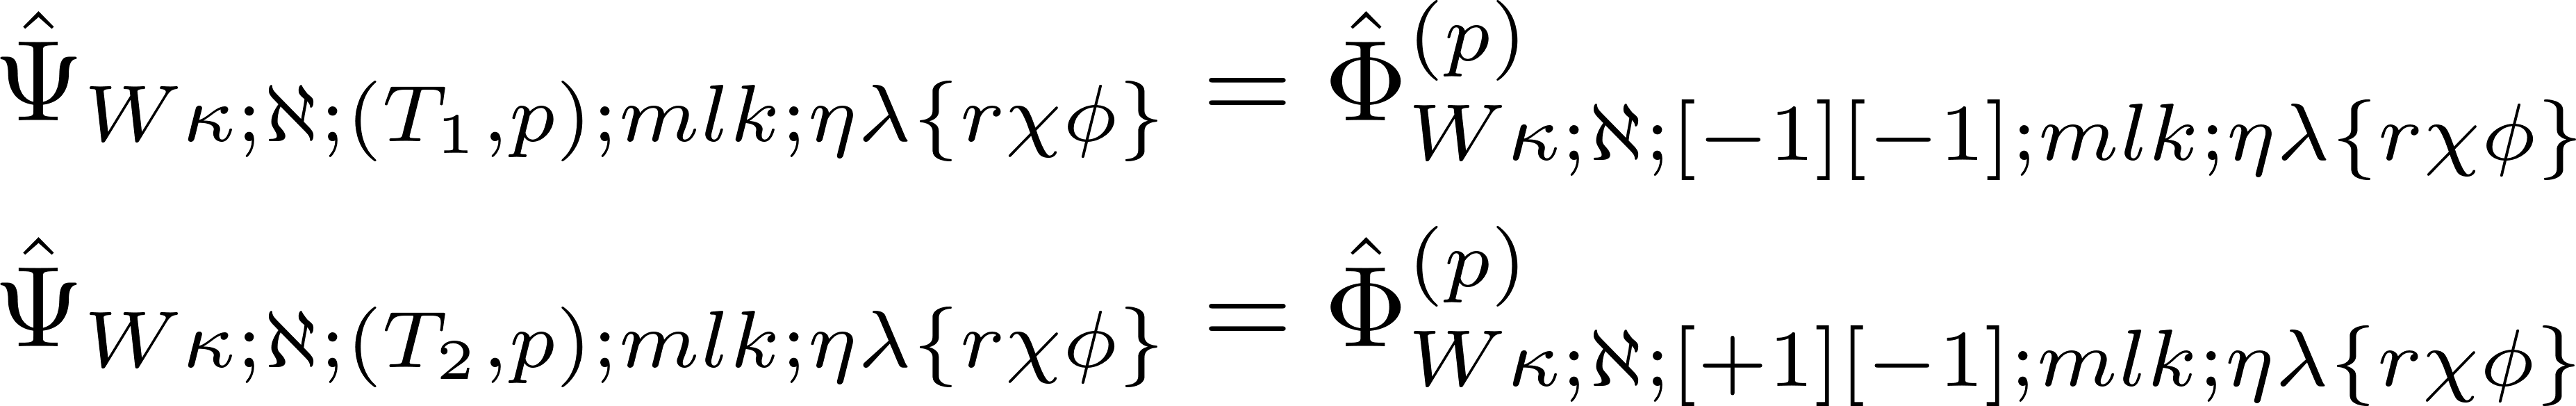 \hat{\Psi}_{W\kappa;\aleph;(T_1,p);mlk;\eta\lambda\{r\chi\phi\}} = \hat{\Phi}^{(p)}_{W\kappa;\aleph;[-1][-1];mlk;\eta\lambda\{r\chi\phi\}}
\hat{\Psi}_{W\kappa;\aleph;(T_2,p);mlk;\eta\lambda\{r\chi\phi\}} = \hat{\Phi}^{(p)}_{W\kappa;\aleph;[+1][-1];mlk;\eta\lambda\{r\chi\phi\}}